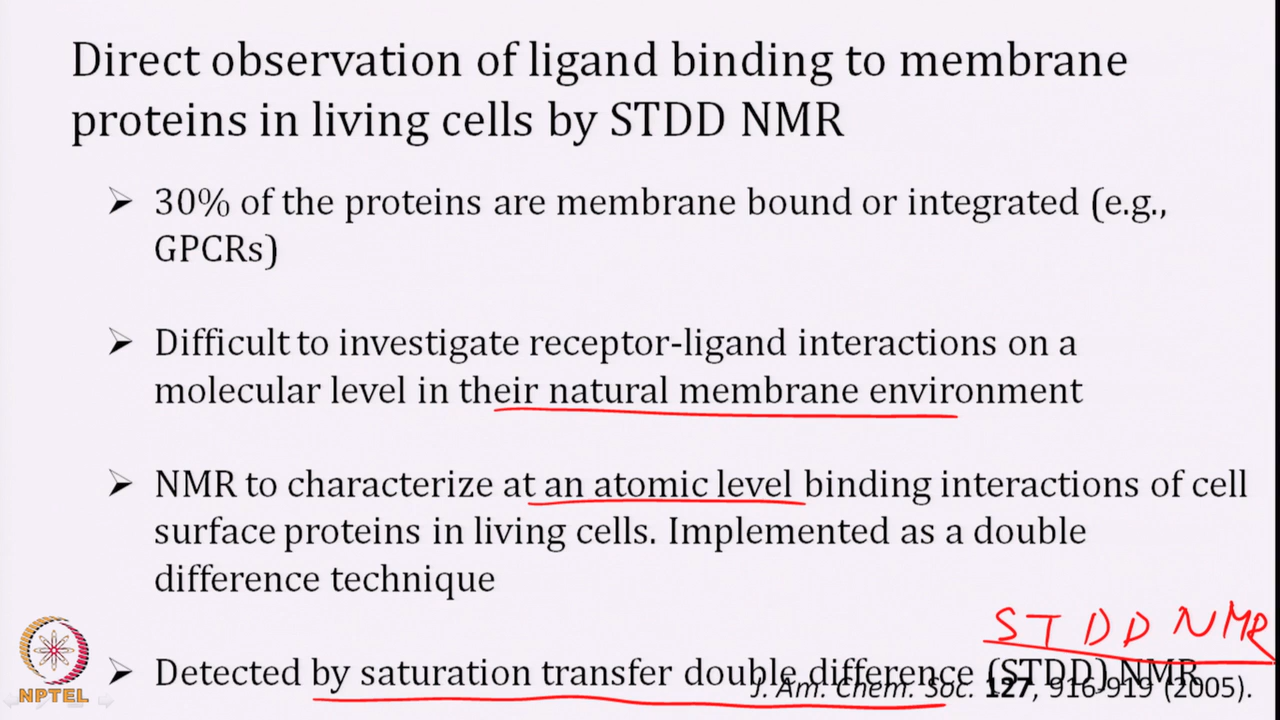 Direct observation of ligand binding to membrane
proteins in living cells by STDD NMR
➢ 30% of the proteins are membrane bound or integrated (e.g.,
GPCRs)
➢ Difficult to investigate receptor-ligand interactions on a
molecular level in their natural membrane environment
➢ NMR to characterize at an atomic level binding interactions of cell
surface proteins in living cells. Implemented as a double
difference technique
STDD NMR
➢ Detected by saturation transfer double difference (STDD) NMR
J. Am. Chem. Soc. 127, 916-919 (2005).
NPTEL